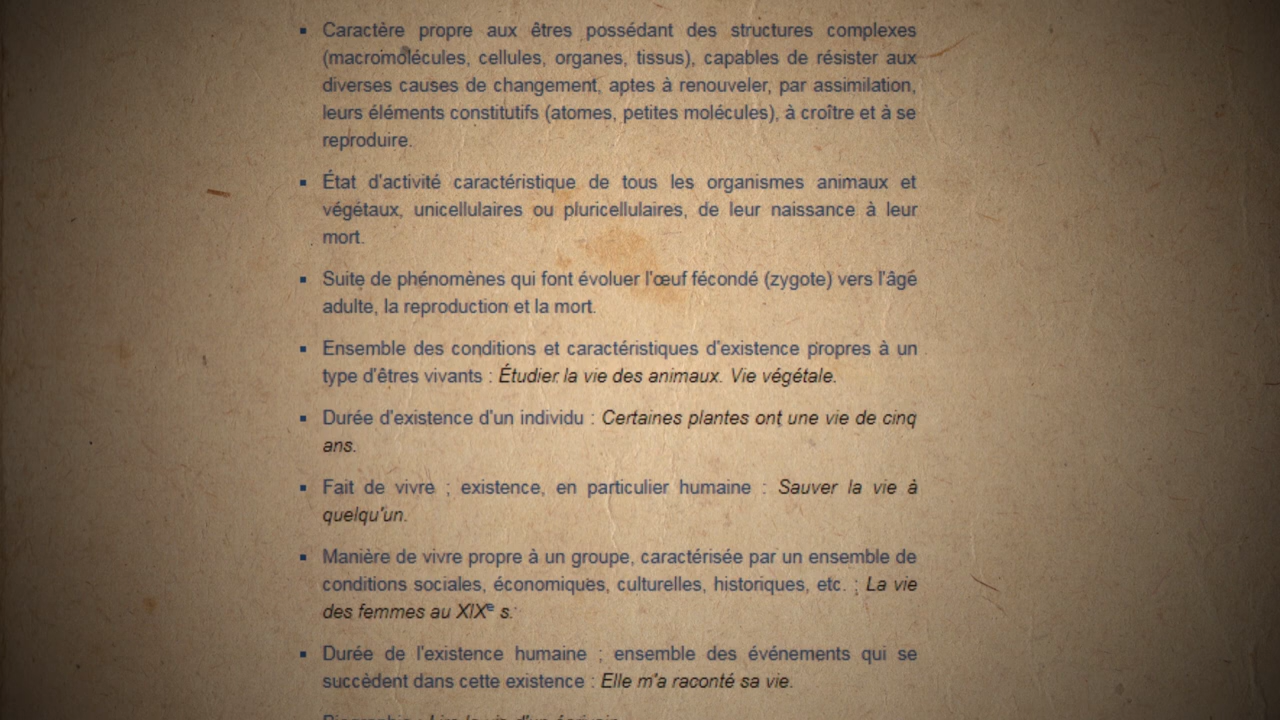 ▪ Caractère propre aux êtres possédant des structures complexes
(macromolécules, cellules, organes, tissus), capables de résister aux
diverses causes de changement, aptes à renouveler, par assimilation,
leurs éléments constitutifs (atomes, petites molécules), à croître et à se
reproduire.
▪ État d'activité caractéristique de tous les organismes animaux et
végétaux, unicellulaires ou pluricellulaires, de leur naissance à leur
mort.
▪ Suite de phénomènes qui font évoluer l'œuf fécondé (zygote) vers l'âge
adulte, la reproduction et la mort.
▪ Ensemble des conditions et caractéristiques d'existence propres à un
type d'êtres vivants : Étudier la vie des animaux. Vie végétale.
▪ Durée d'existence d'un individu : Certaines plantes ont une vie de cinq
ans.
▪ Fait de vivre ; existence, en particulier humaine : Sauver la vie à
quelqu'un.
▪ Manière de vivre propre à un groupe, caractérisée par un ensemble de
conditions sociales, économiques, culturelles, historiques, etc. : La vie
des femmes au XIXe s.
▪ Durée de l'existence humaine ; ensemble des événements qui se
succèdent dans cette existence : Elle m'a raconté sa vie.
Biographie : Lire la vie d'un écrivain.